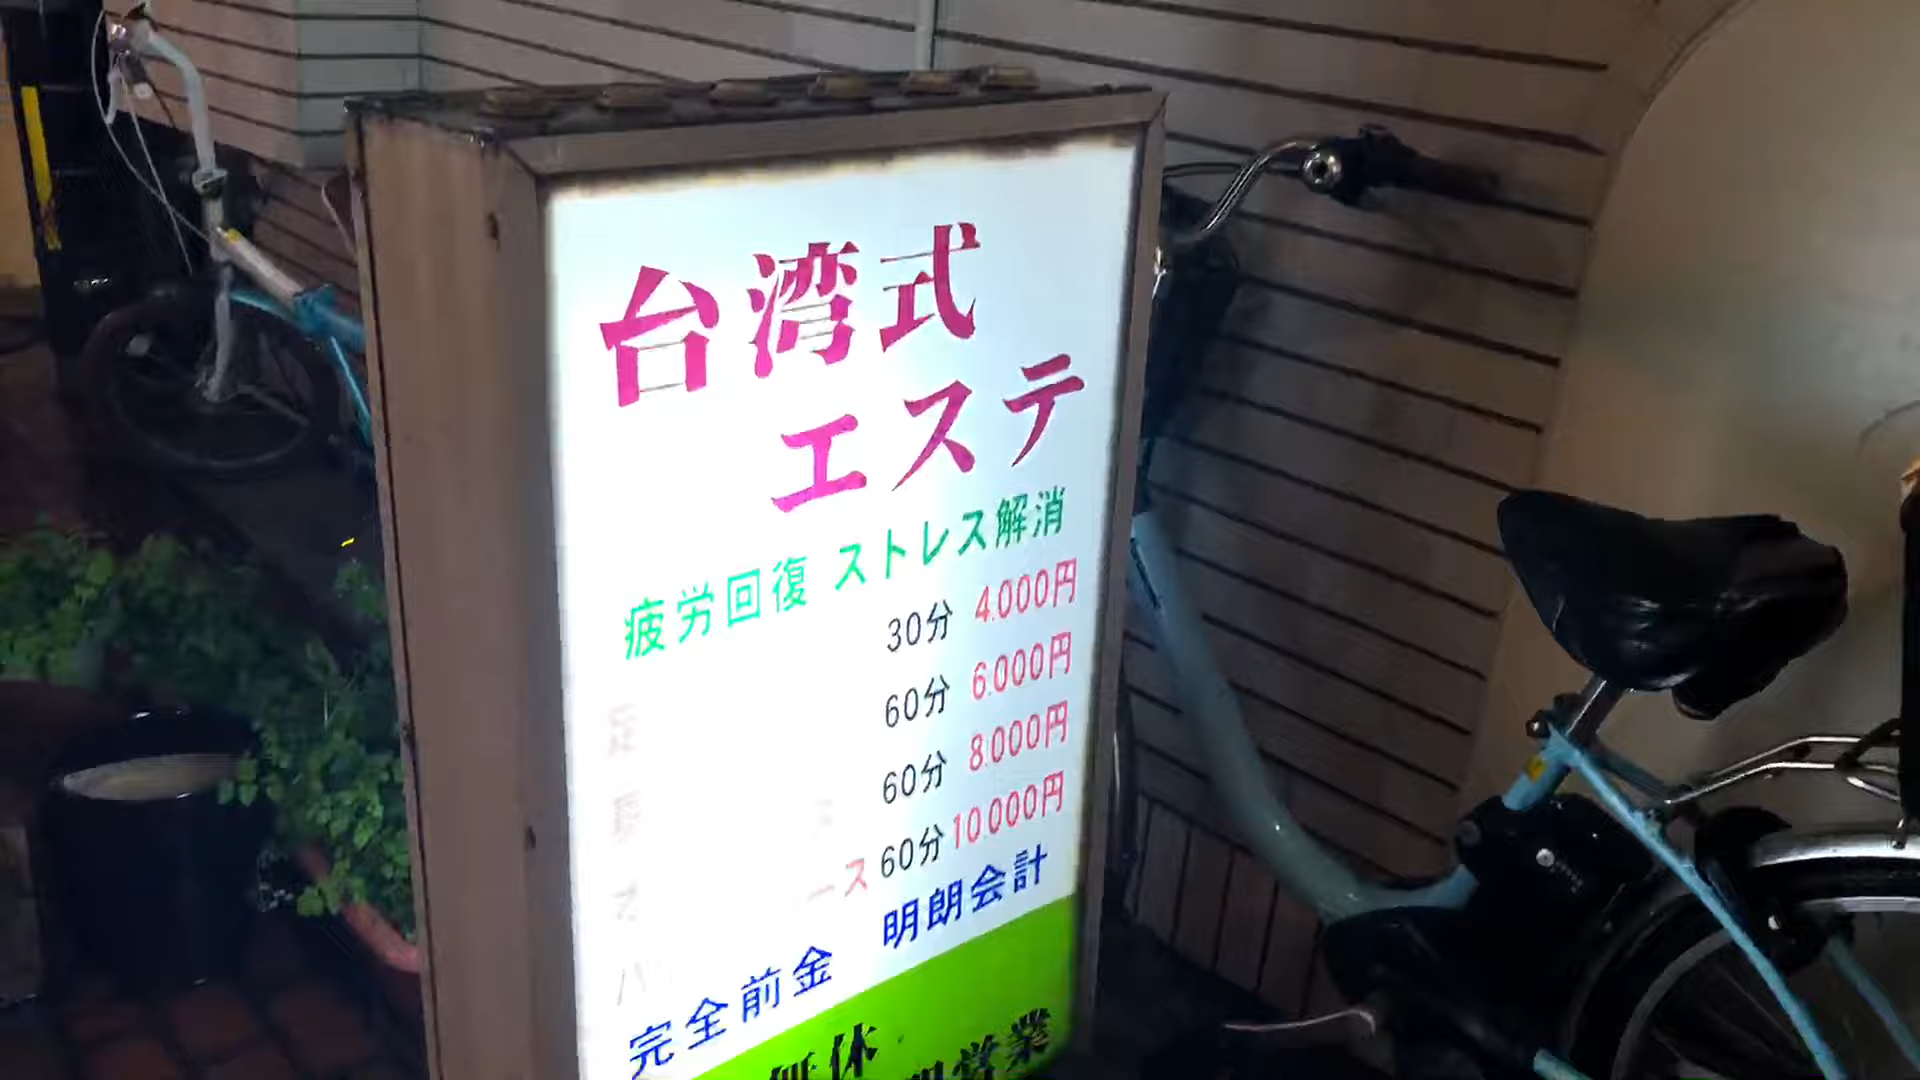 台湾式
エステ
疲労回復 ストレス解消
30分 4.000円
60分 6.000円
60分 8.000円
ース 60分 10.000円
完全前金 明朗会計
無休
営業